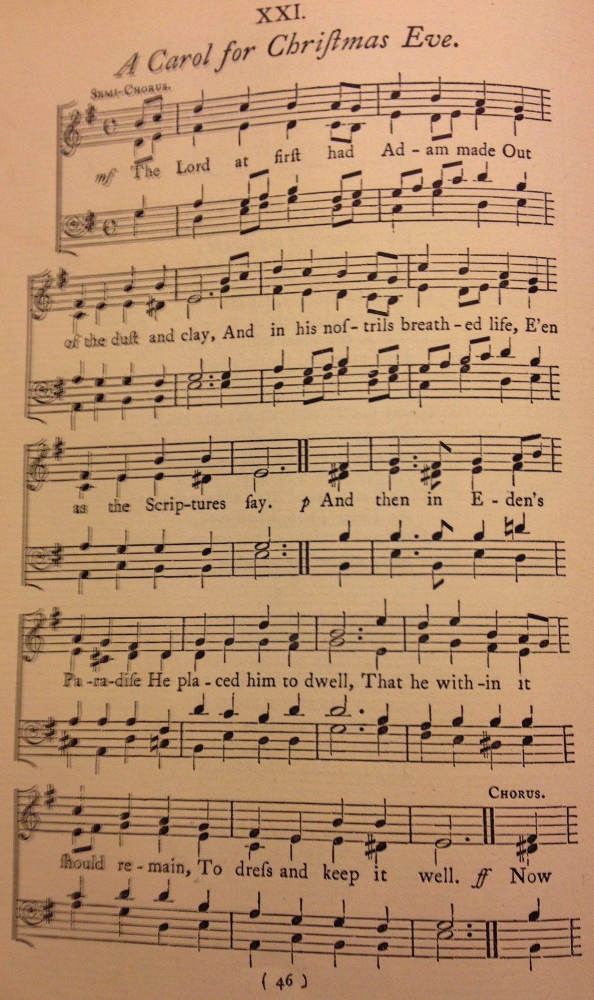 XXI.
A Carol for Chriſtmas Eve.
Semi-Chorus.
mf The Lord at firſt had Ad - am made Out
of the duſt and clay, And in his noſ - trils breath - ed life, E'en
as the Scrip-tures ſay. p And then in E - den's
Pa - ra-diſe He pla - ced him to dwell, That he with - in it
Chorus.
ſhould re - main, To dreſs and keep it well. ff Now
( 46 )